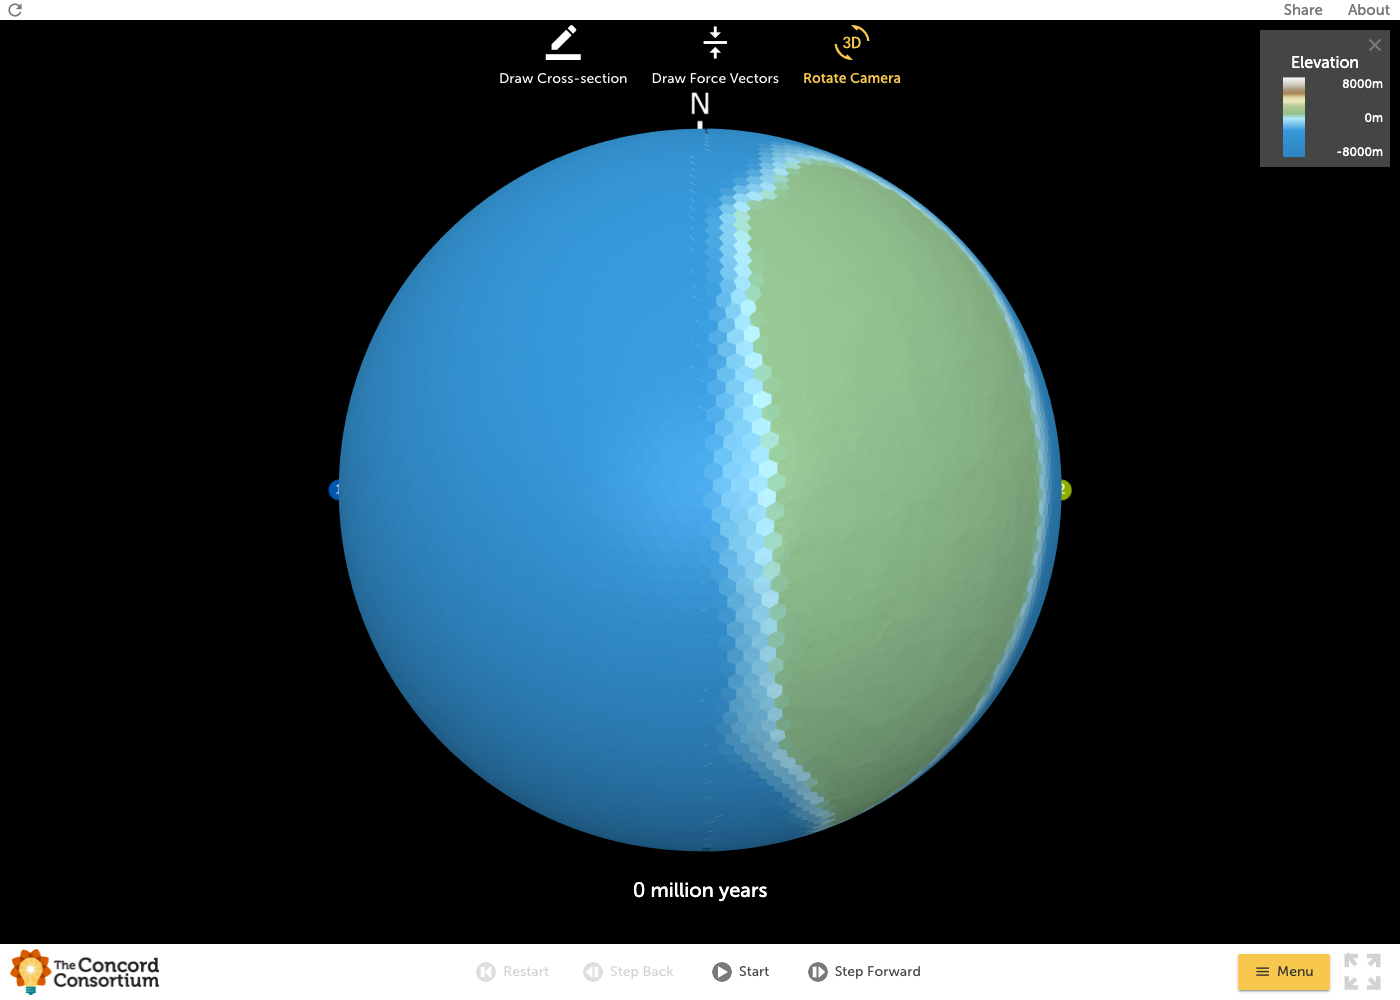 Share About
Draw Cross-section Draw Force Vectors 3D Rotate Camera
Elevation
8000m
0m
-8000m
N
1 2
0 million years
The Concord
Consortium
Restart Step Back Start Step Forward Menu